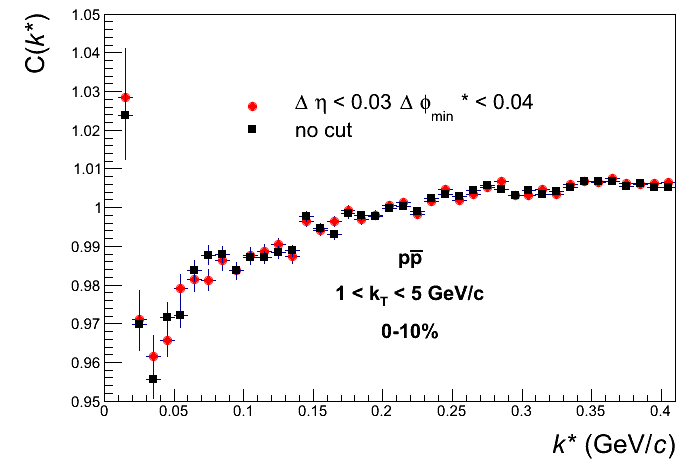 C(k*)
1.05
1.04
1.03
1.02
1.01
1
0.99
0.98
0.97
0.96
0.95
Δ η < 0.03 Δ ϕmin * < 0.04
no cut
pp̅
1 < kT < 5 GeV/c
0-10%
0 0.05 0.1 0.15 0.2 0.25 0.3 0.35 0.4
k* (GeV/c)